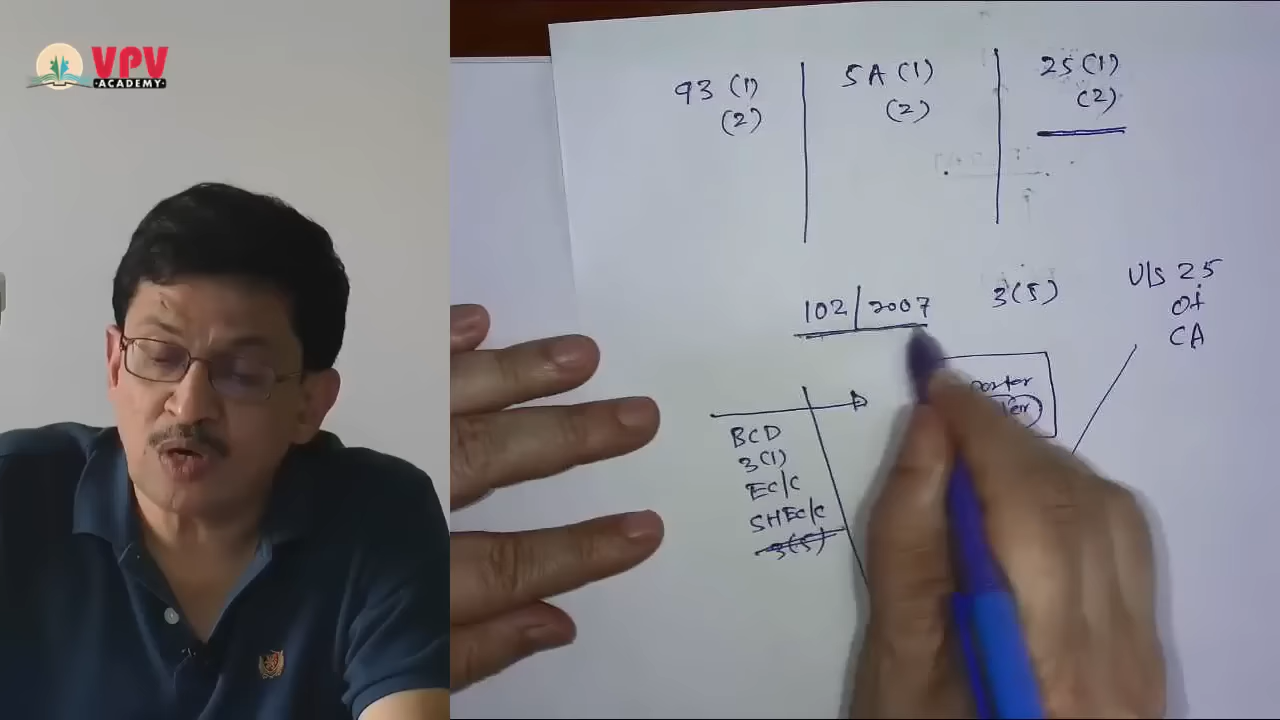 VPV
ACADEMY
93 (1)
(2)
5A (1)
(2)
25 (1)
(2)
102/2007
3(5)
U/s 25
of
CA
BCD
3(1)
EC/C
SHEC/C
3(5)